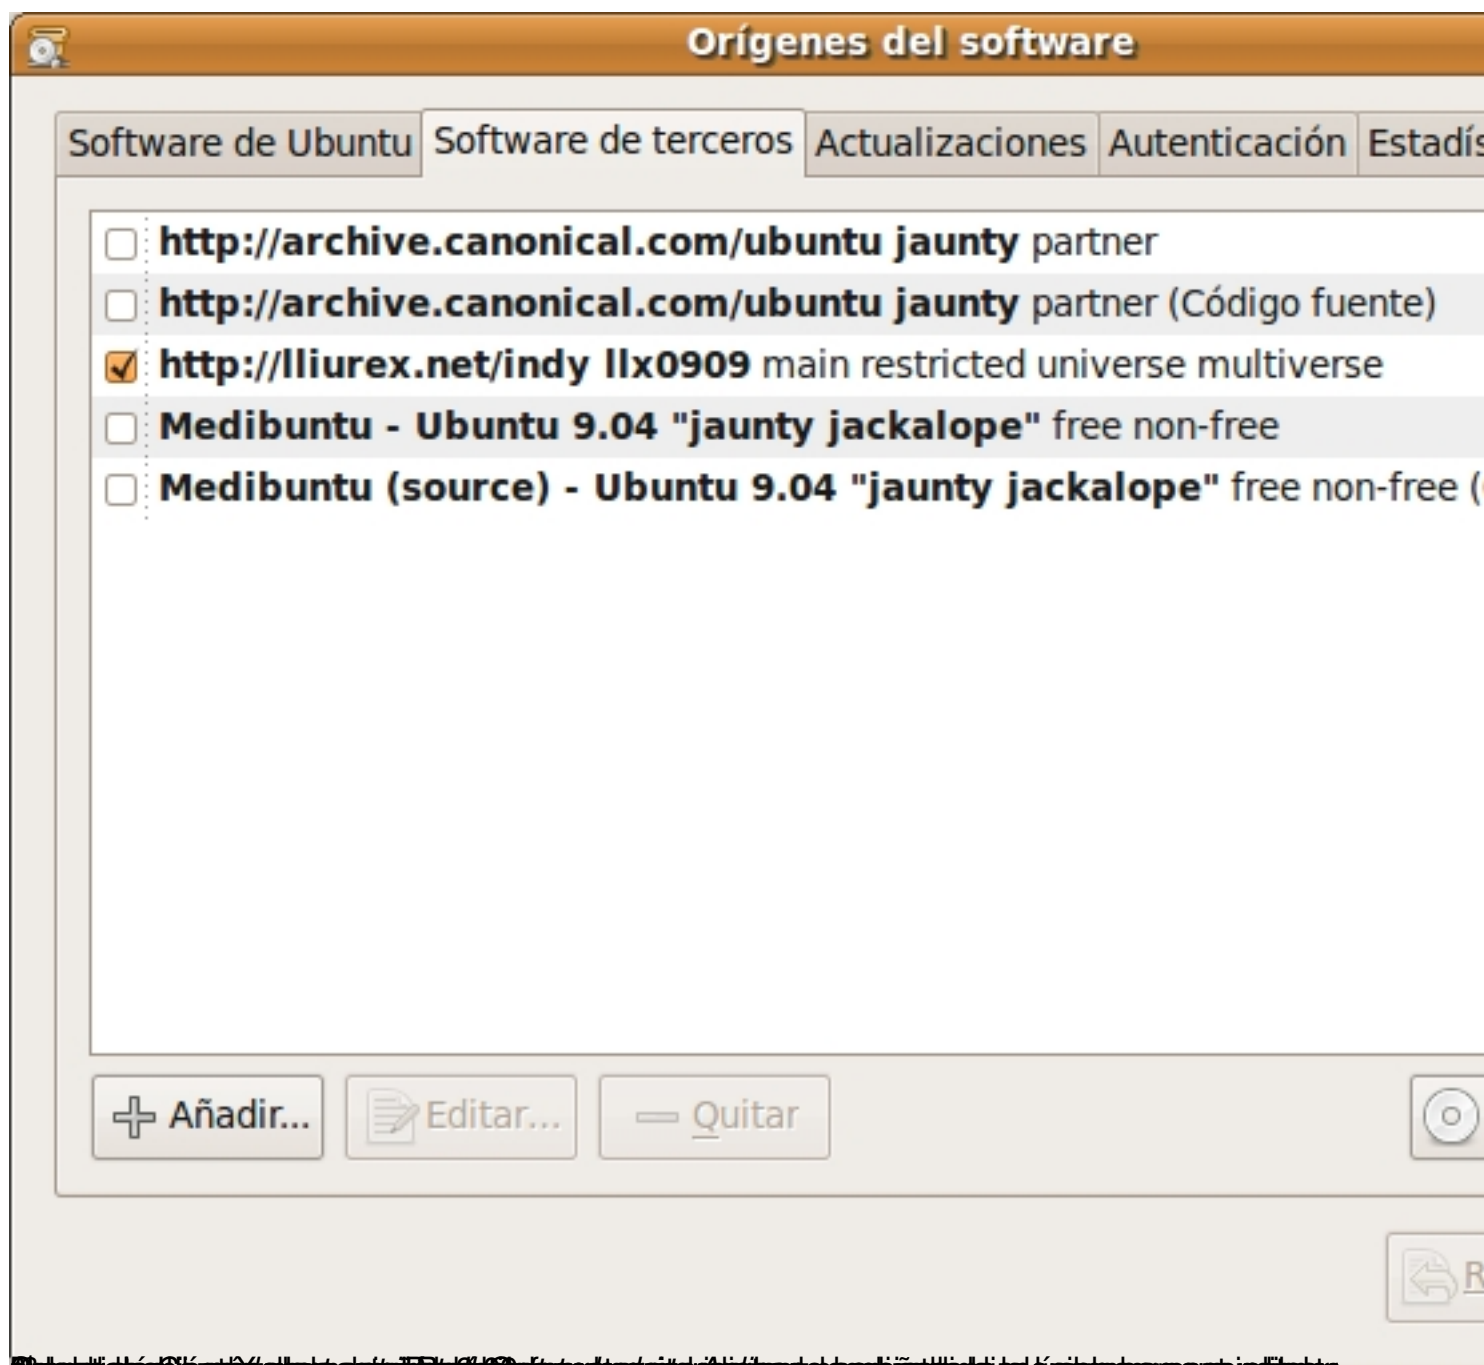 Orígenes del software
Software de Ubuntu Software de terceros Actualizaciones Autenticación
http://archive.canonical.com/ubuntu jaunty partner
http://archive.canonical.com/ubuntu jaunty partner (Código fuente)
http://lliurex.net/indy llx0909 main restricted universe multiverse
Medibuntu - Ubuntu 9.04 "jaunty jackalope" free non-free
Medibuntu (source) - Ubuntu 9.04 "jaunty jackalope" free non-free (
Añadir... Editar... Quitar